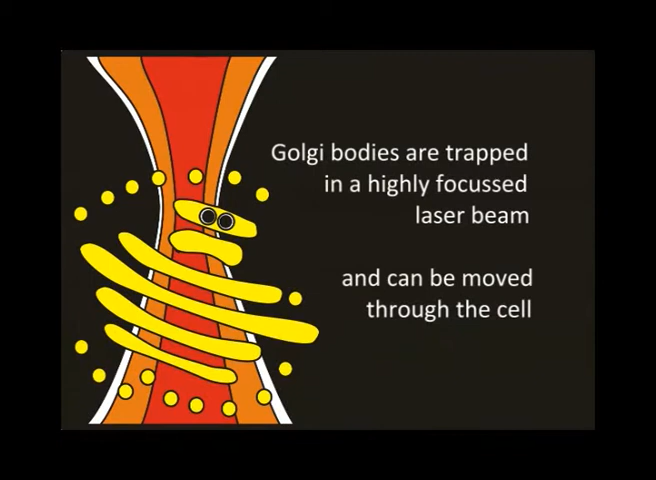 Golgi bodies are trapped
in a highly focussed
laser beam
and can be moved
through the cell